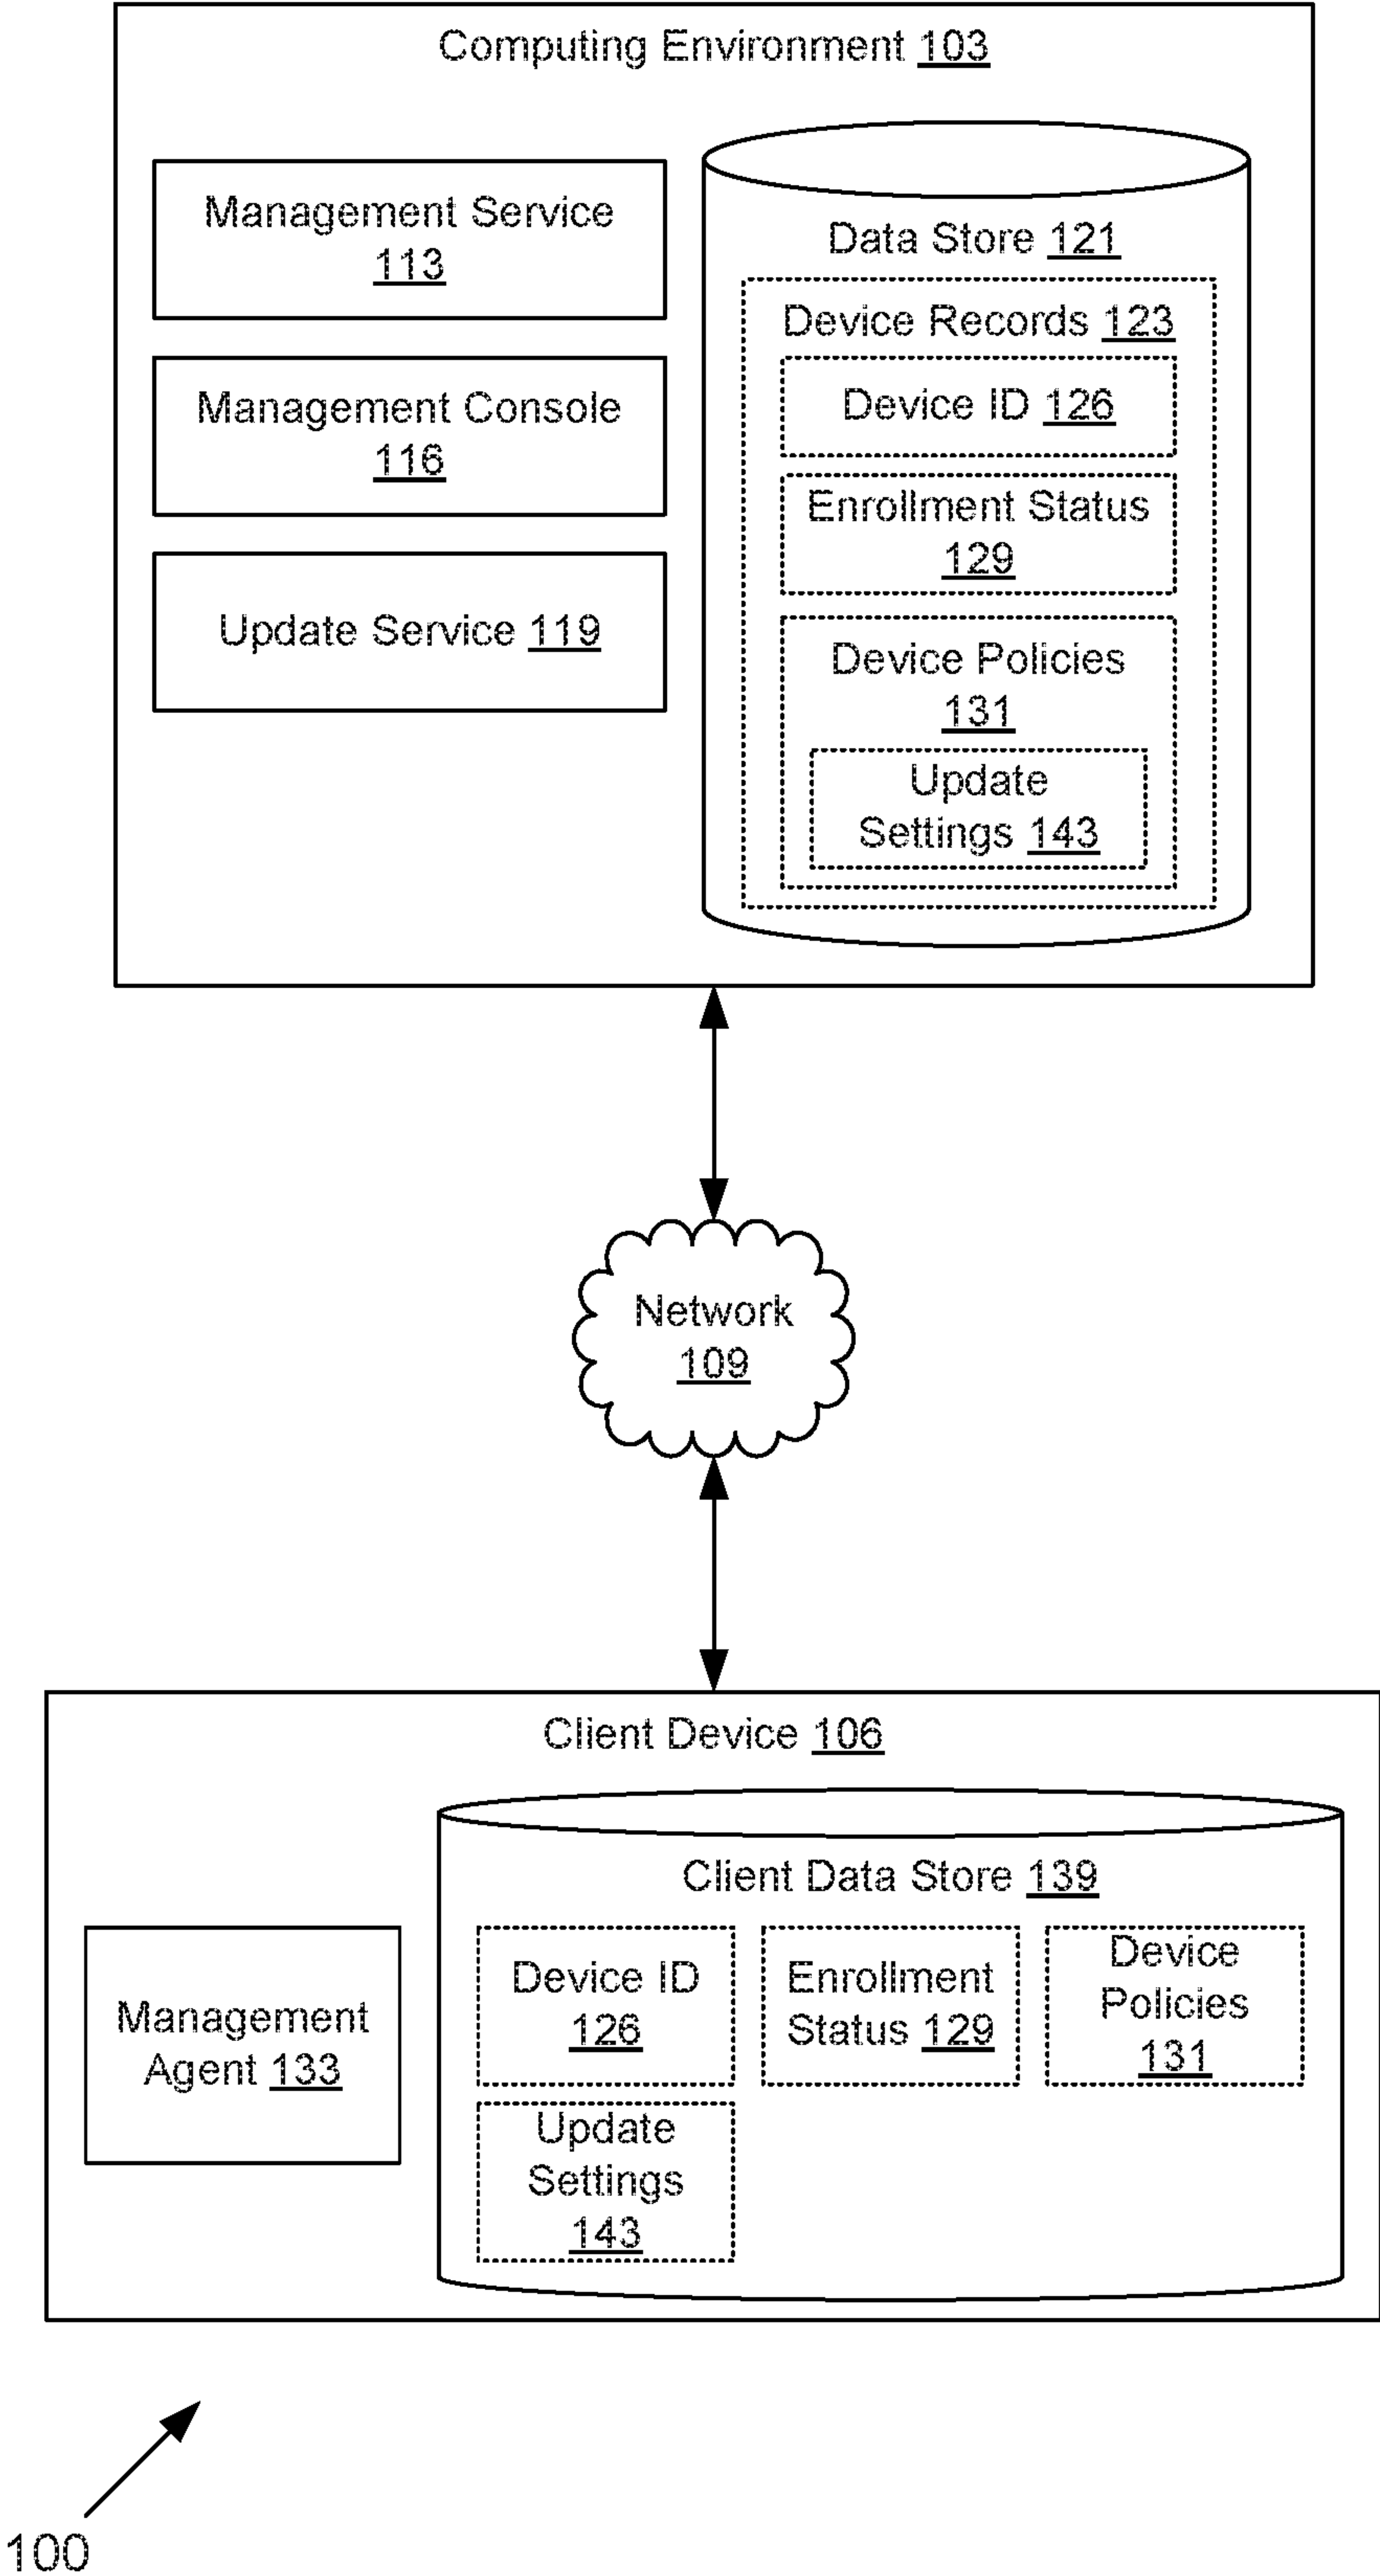 Computing Environment 103
Management Service
113
Management Console
116
Update Service 119
Data Store 121
Device Records 123
Device ID 126
Enrollment Status
129
Device Policies
131
Update
Settings 143
Network
109
Client Device 106
Management
Agent 133
Client Data Store 139
Device ID
126
Enrollment
Status 129
Device
Policies
131
Update
Settings
143
100